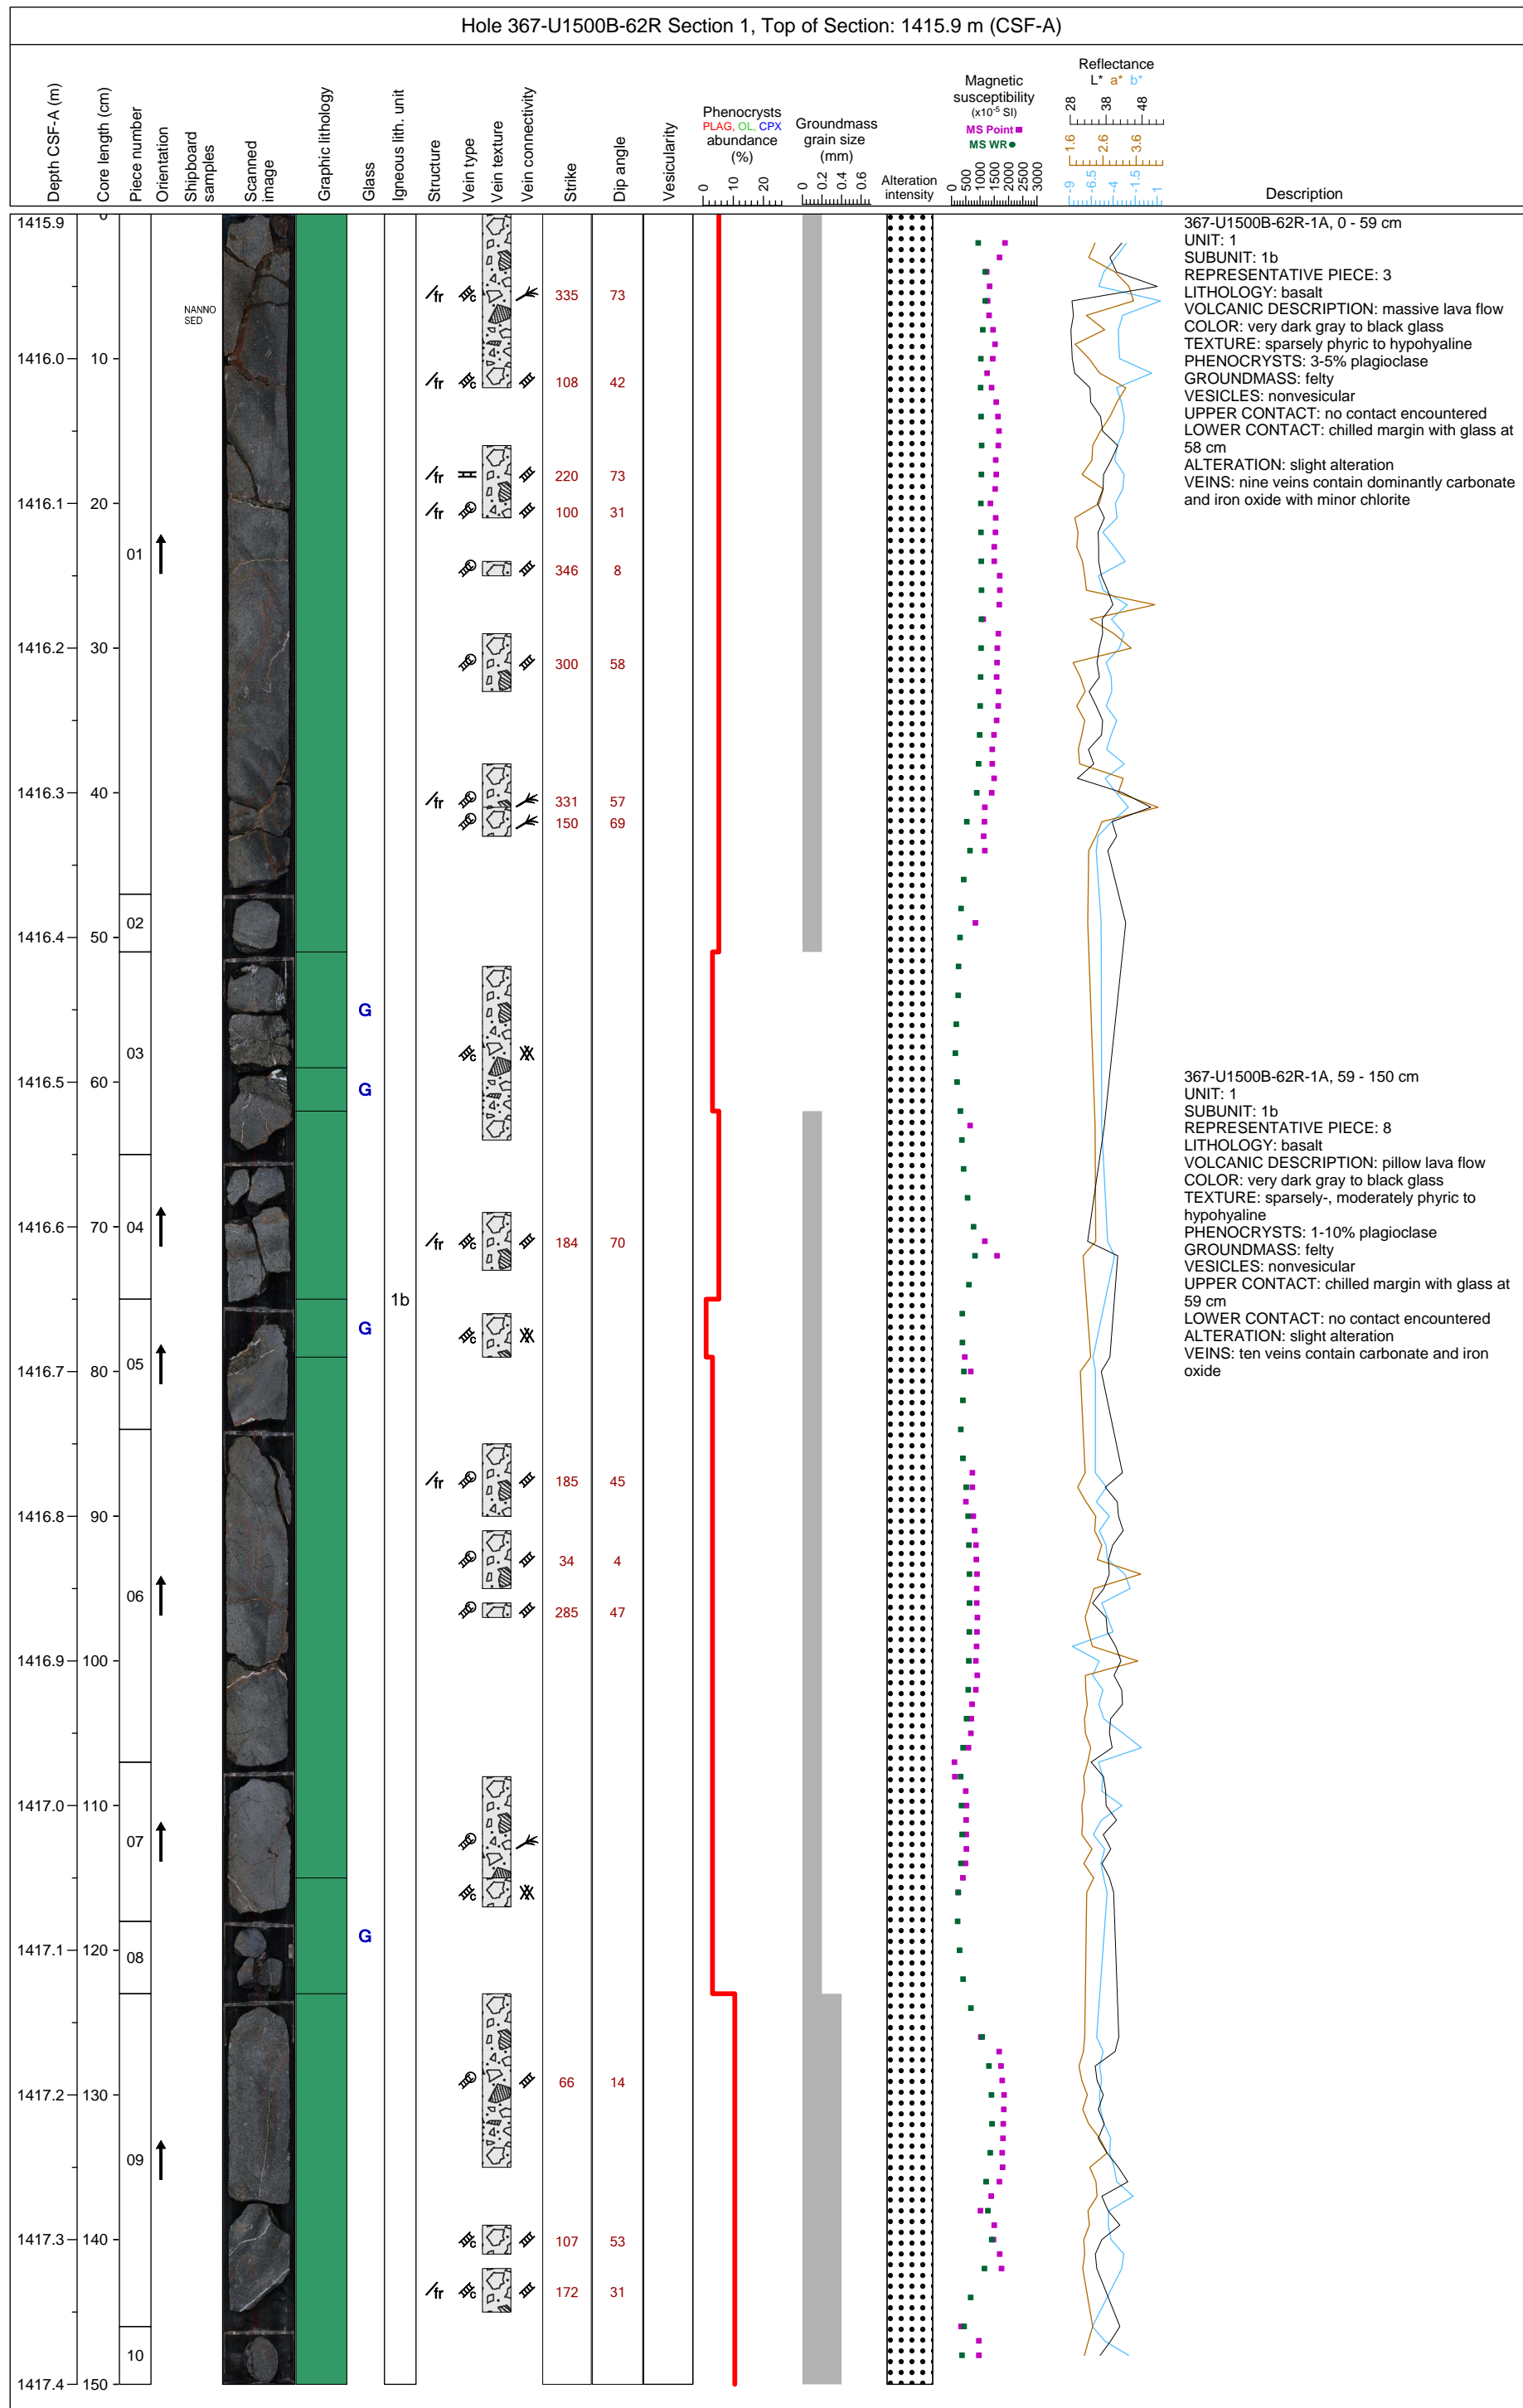 Hole 367-U1500B-62R Section 1, Top of Section: 1415.9 m (CSF-A)
Depth CSF-A (m)
Core length (cm)
Piece number
Orientation
Shipboard samples
Scanned image
Graphic lithology
Glass
Igneous lith. unit
Structure
Vein type
Vein texture
Vein connectivity
Strike
Dip angle
Vesicularity
Phenocrysts
PLAG, OL, CPX
abundance
(%)
0 10 20
Groundmass
grain size
(mm)
0 0.2 0.4 0.6
Alteration
intensity
Magnetic
susceptibility
(x10-5 SI)
MS Point
MS WR
0 500 1000 1500 2000 2500 3000
Reflectance
L* a* b*
28 38 48
1.6 2.6 3.6
-9 -6.5 -4 -1.5 1
Description
1415.9 0
1416.0 10
1416.1 20
1416.2 30
1416.3 40
1416.4 50
1416.5 60
1416.6 70
1416.7 80
1416.8 90
1416.9 100
1417.0 110
1417.1 120
1417.2 130
1417.3 140
1417.4 150
01
02
03
04
05
06
07
08
09
10
NANNO
SED
G
G
G
G
1b
fr c 335 73
fr c 108 42
fr 220 73
fr 100 31
346 8
300 58
fr 331 57
150 69
c
fr c 184 70
c
fr 185 45
34 4
285 47
c
66 14
c 107 53
fr c 172 31
367-U1500B-62R-1A, 0 - 59 cm
UNIT: 1
SUBUNIT: 1b
REPRESENTATIVE PIECE: 3
LITHOLOGY: basalt
VOLCANIC DESCRIPTION: massive lava flow
COLOR: very dark gray to black glass
TEXTURE: sparsely phyric to hypohyaline
PHENOCRYSTS: 3-5% plagioclase
GROUNDMASS: felty
VESICLES: nonvesicular
UPPER CONTACT: no contact encountered
LOWER CONTACT: chilled margin with glass at
58 cm
ALTERATION: slight alteration
VEINS: nine veins contain dominantly carbonate
and iron oxide with minor chlorite
367-U1500B-62R-1A, 59 - 150 cm
UNIT: 1
SUBUNIT: 1b
REPRESENTATIVE PIECE: 8
LITHOLOGY: basalt
VOLCANIC DESCRIPTION: pillow lava flow
COLOR: very dark gray to black glass
TEXTURE: sparsely-, moderately phyric to
hypohyaline
PHENOCRYSTS: 1-10% plagioclase
GROUNDMASS: felty
VESICLES: nonvesicular
UPPER CONTACT: chilled margin with glass at
59 cm
LOWER CONTACT: no contact encountered
ALTERATION: slight alteration
VEINS: ten veins contain carbonate and iron
oxide